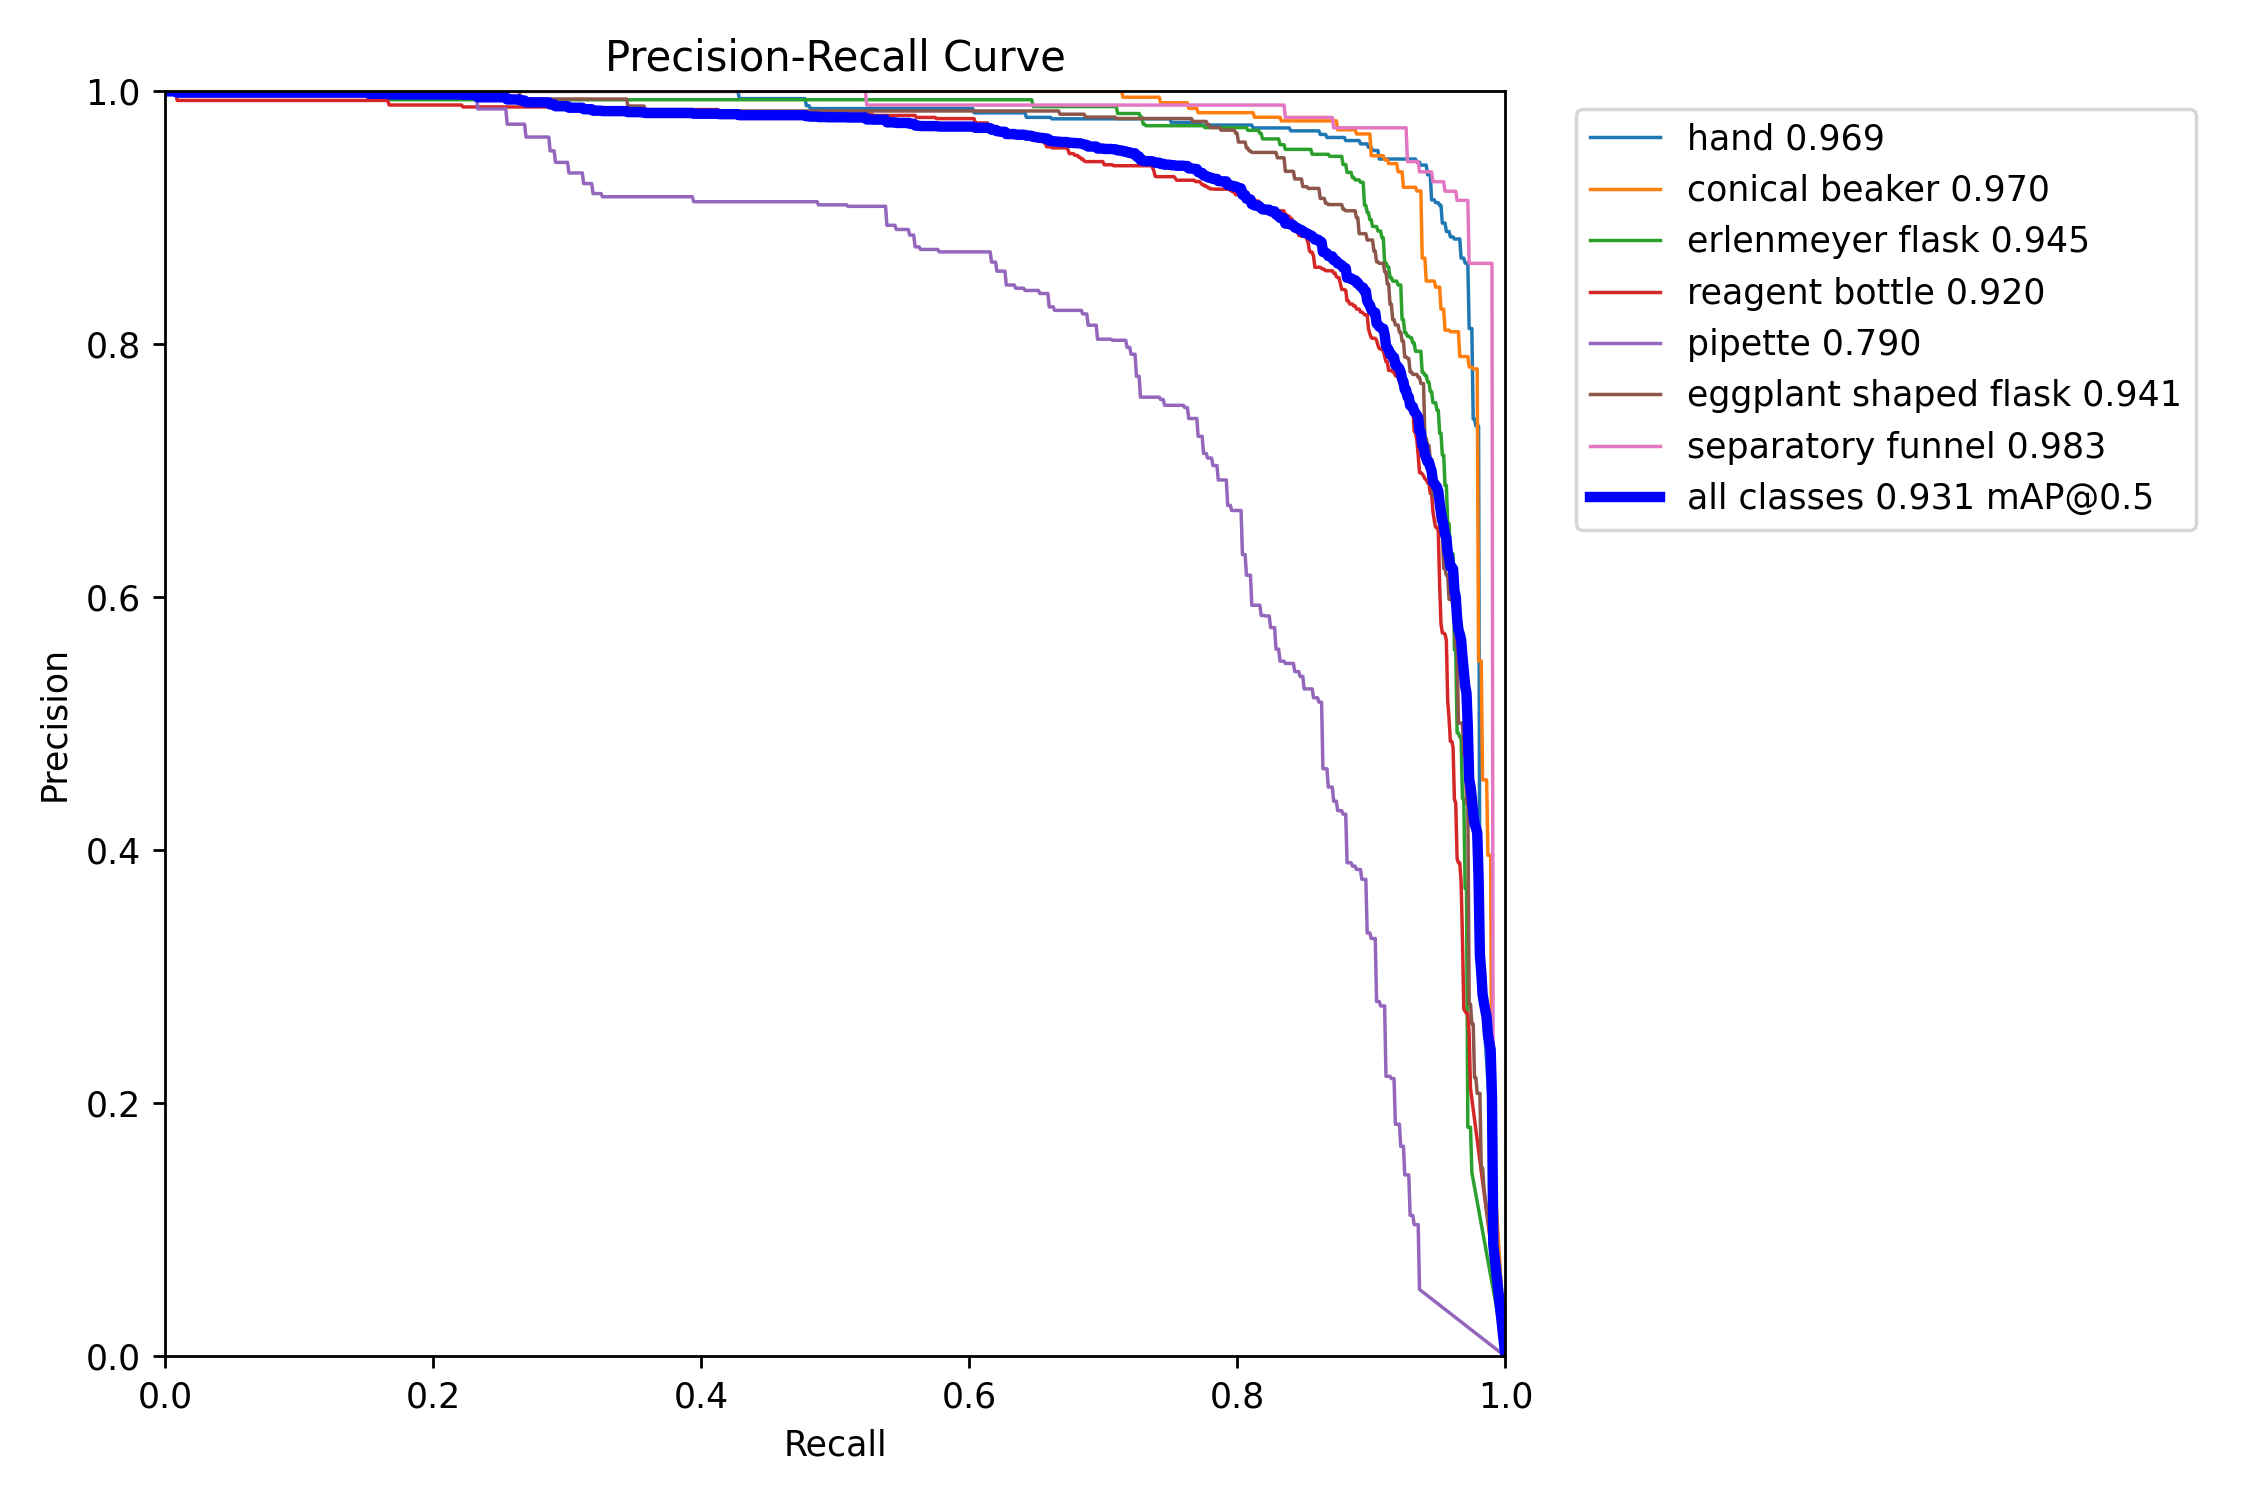 Precision-Recall Curve
1.0
0.8
0.6
0.4
0.2
0.0
Precision
0.0 0.2 0.4 0.6 0.8 1.0
Recall
hand 0.969
conical beaker 0.970
erlenmeyer flask 0.945
reagent bottle 0.920
pipette 0.790
eggplant shaped flask 0.941
separatory funnel 0.983
all classes 0.931 mAP@0.5